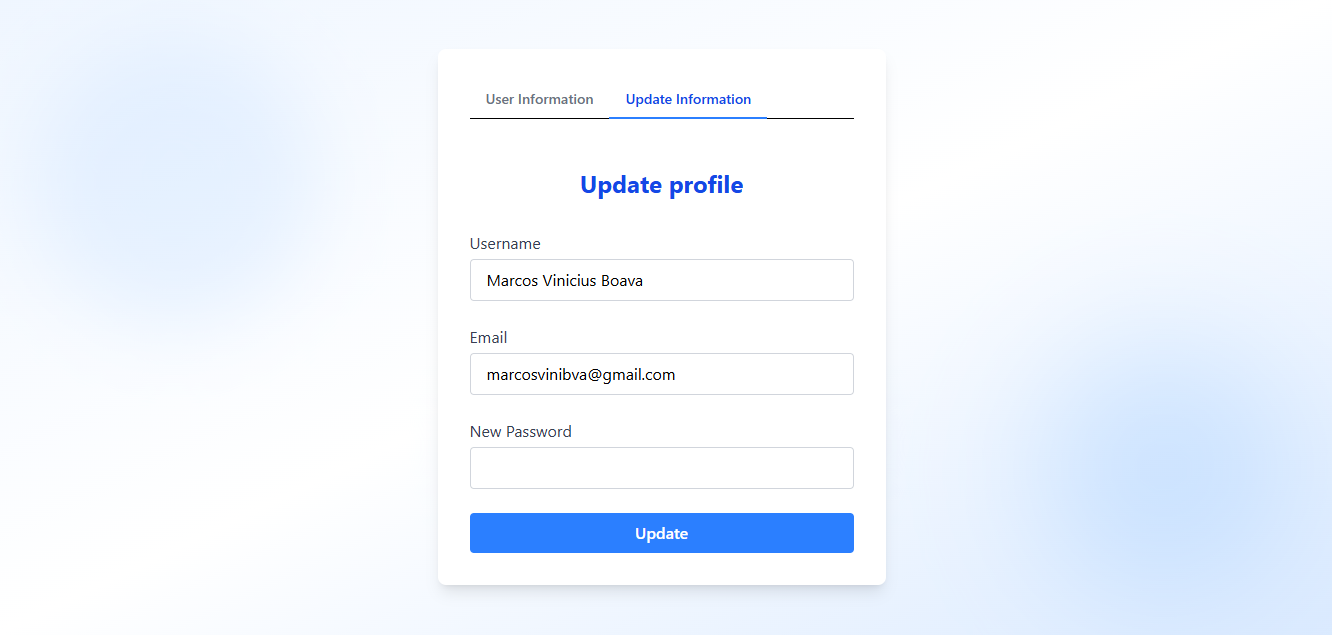 User Information Update Information
Update profile
Username
Marcos Vinicius Boava
Email
marcosvinibva@gmail.com
New Password
Update